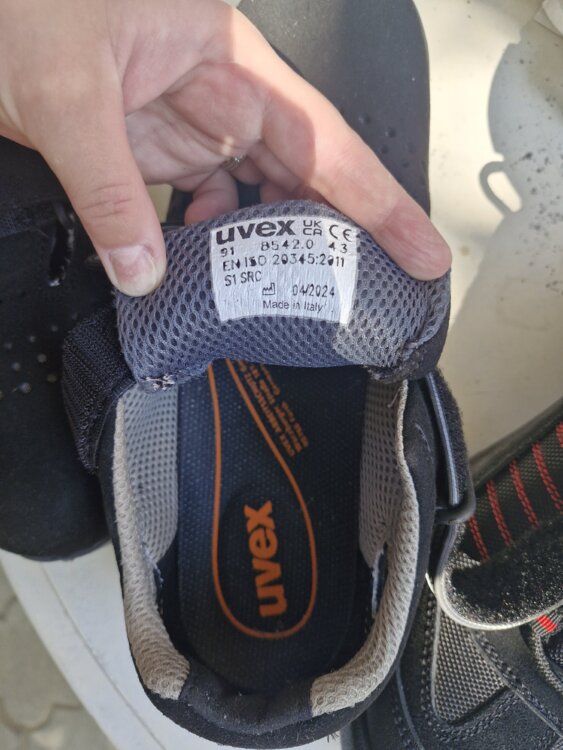 uvex UK CA CE
91 8542.0 43
EN ISO 20345:2011
S1 SRC
04/2024
Made in Italy
uvex